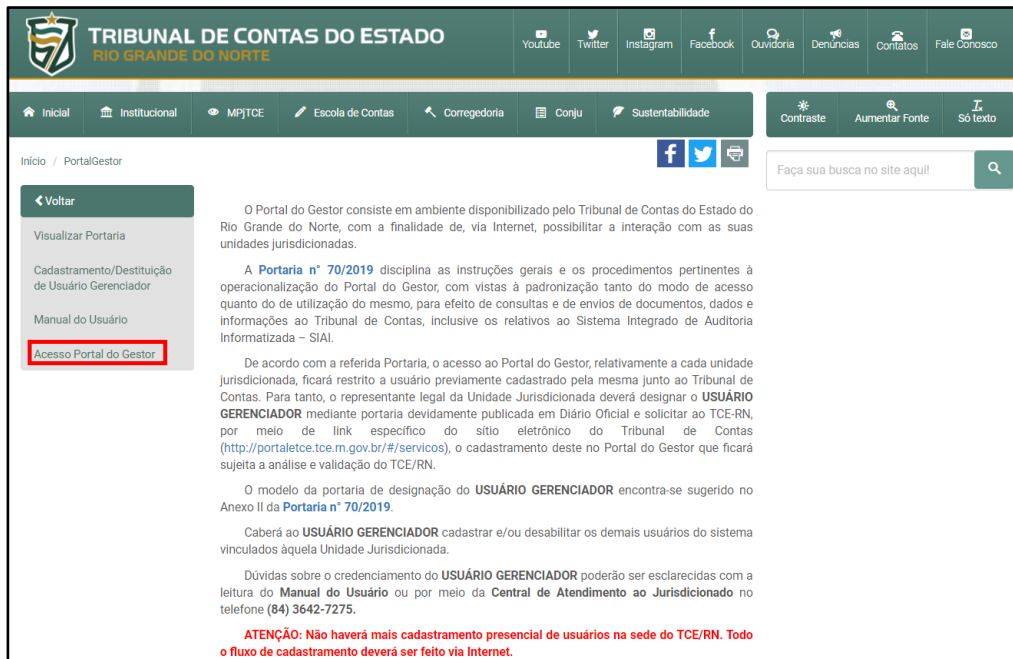 TRIBUNAL DE CONTAS DO ESTADO
RIO GRANDE DO NORTE
Youtube
Twitter
Instagram
Facebook
Ouvidoria
Denúncias
Contatos
Fale Conosco
Inicial
Institucional
MPjTCE
Escola de Contas
Corregedoria
Conju
Sustentabilidade
Contraste
Aumentar Fonte
Só texto
Início / PortalGestor
Faça sua busca no site aqui!
Voltar
Visualizar Portaria
Cadastramento/Destituição
de Usuário Gerenciador
Manual do Usuário
Acesso Portal do Gestor
O Portal do Gestor consiste em ambiente disponibilizado pelo Tribunal de Contas do Estado do
Rio Grande do Norte, com a finalidade de, via Internet, possibilitar a interação com as suas
unidades jurisdicionadas.
A Portaria n° 70/2019 disciplina as instruções gerais e os procedimentos pertinentes à
operacionalização do Portal do Gestor, com vistas à padronização tanto do modo de acesso
quanto do de utilização do mesmo, para efeito de consultas e de envios de documentos, dados e
informações ao Tribunal de Contas, inclusive os relativos ao Sistema Integrado de Auditoria
Informatizada – SIAI.
De acordo com a referida Portaria, o acesso ao Portal do Gestor, relativamente a cada unidade
jurisdicionada, ficará restrito a usuário previamente cadastrado pela mesma junto ao Tribunal de
Contas. Para tanto, o representante legal da Unidade Jurisdicionada deverá designar o USUÁRIO
GERENCIADOR mediante portaria devidamente publicada em Diário Oficial e solicitar ao TCE-RN,
por meio de link específico do sítio eletrônico do Tribunal de Contas
(http://portaletce.tce.rn.gov.br/#/servicos), o cadastramento deste no Portal do Gestor que ficará
sujeita a análise e validação do TCE/RN.
O modelo da portaria de designação do USUÁRIO GERENCIADOR encontra-se sugerido no
Anexo II da Portaria n° 70/2019.
Caberá ao USUÁRIO GERENCIADOR cadastrar e/ou desabilitar os demais usuários do sistema
vinculados àquela Unidade Jurisdicionada.
Dúvidas sobre o credenciamento do USUÁRIO GERENCIADOR poderão ser esclarecidas com a
leitura do Manual do Usuário ou por meio da Central de Atendimento ao Jurisdicionado no
telefone (84) 3642-7275.
ATENÇÃO: Não haverá mais cadastramento presencial de usuários na sede do TCE/RN. Todo
o fluxo de cadastramento deverá ser feito via Internet.